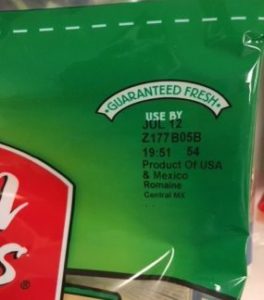 GUARANTEED FRESH
USE BY
JUL 12
Z177B05B
19:51 54
Product Of USA
& Mexico
Romaine
Central MX
s
®